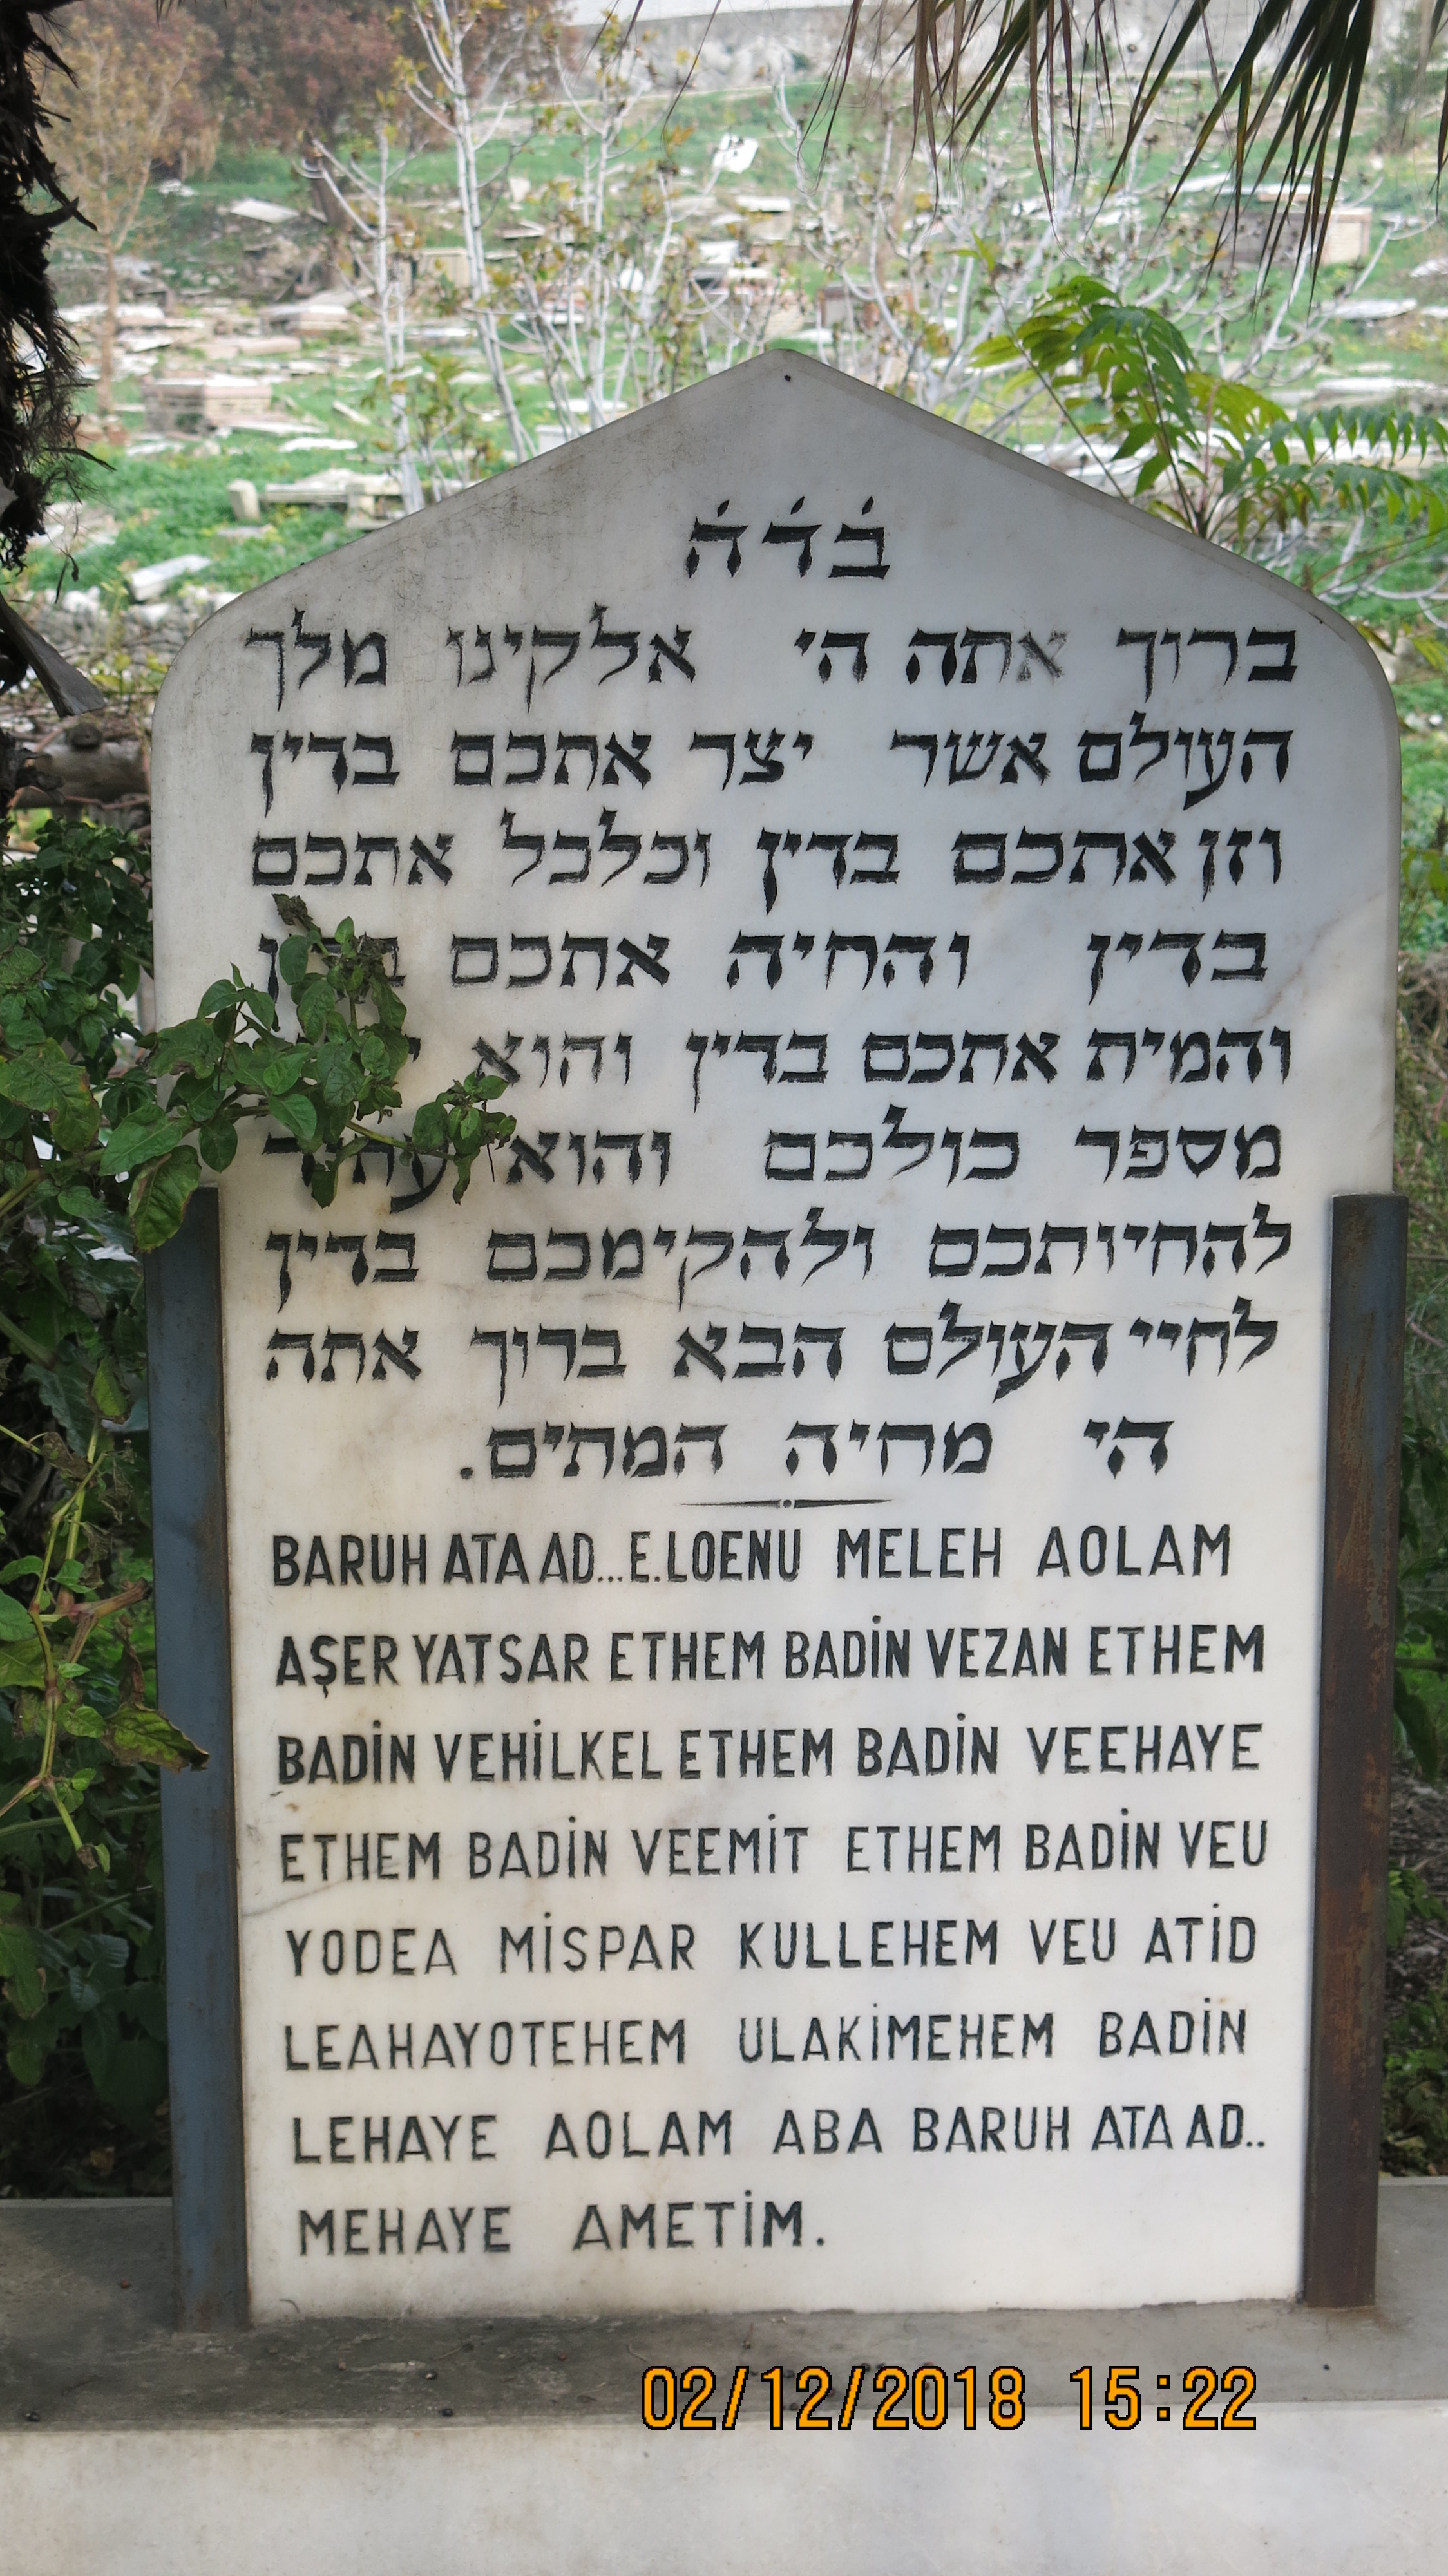 ב׳ד׳ה׳
ברוך אתה הי אלקינו מלך
העולם אשר יצר אתכם בדין
וזן אתכם בדין וכלכל אתכם
בדין והחיה אתכם
והמית אתכם בדין והוא
מספר כולכם והוא
להחיותכם ולהקימכם בדין
לחיי העולם הבא ברוך אתה
הי מחיה המתים.
BARUH ATA AD...E.LOENU MELEH AOLAM
AŞER YATSAR ETHEM BADİN VEZAN ETHEM
BADİN VEHİLKEL ETHEM BADİN VEEHAYE
ETHEM BADİN VEEMİT ETHEM BADİN VEU
YODEA MİSPAR KULLEHEM VEU ATİD
LEAHAYOTEHEM ULAKİMEHEM BADİN
LEHAYE AOLAM ABA BARUH ATA AD..
MEHAYE AMETİM.
02/12/2018 15:22